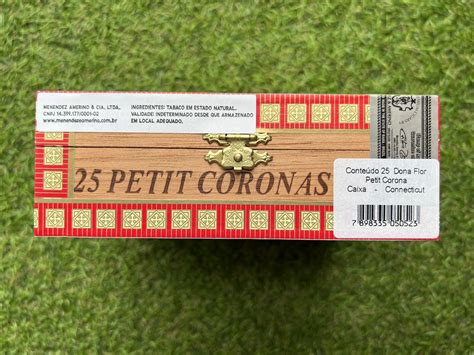 MENENDEZ AMERINO & CIA. LTDA.
CNPJ 14.399.177/0001-02
www.menendezamerino.com.br
INGREDIENTES: TABACO EM ESTADO NATURAL.
VALIDADE: INDETERMINADO DESDE QUE ARMAZENADO
EM LOCAL ADEQUADO.
25 PETIT CORONAS
Conteúdo 25 Dona Flor
Petit Corona
Caixa - Connecticut
7 898335 050523